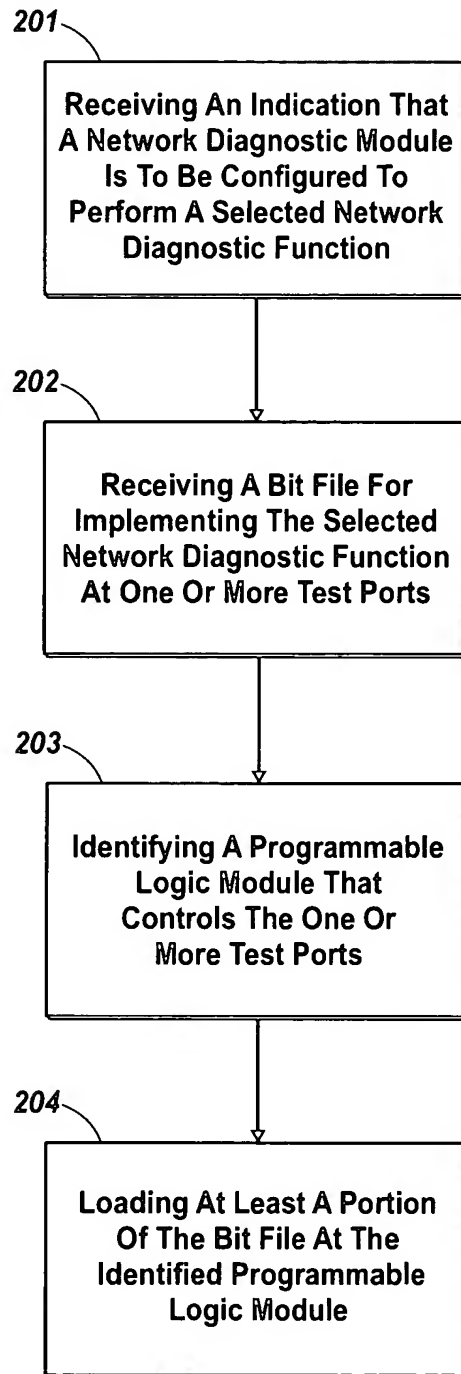 201
Receiving An Indication That
A Network Diagnostic Module
Is To Be Configured To
Perform A Selected Network
Diagnostic Function
202
Receiving A Bit File For
Implementing The Selected
Network Diagnostic Function
At One Or More Test Ports
203
Identifying A Programmable
Logic Module That
Controls The One Or
More Test Ports
204
Loading At Least A Portion
Of The Bit File At The
Identified Programmable
Logic Module